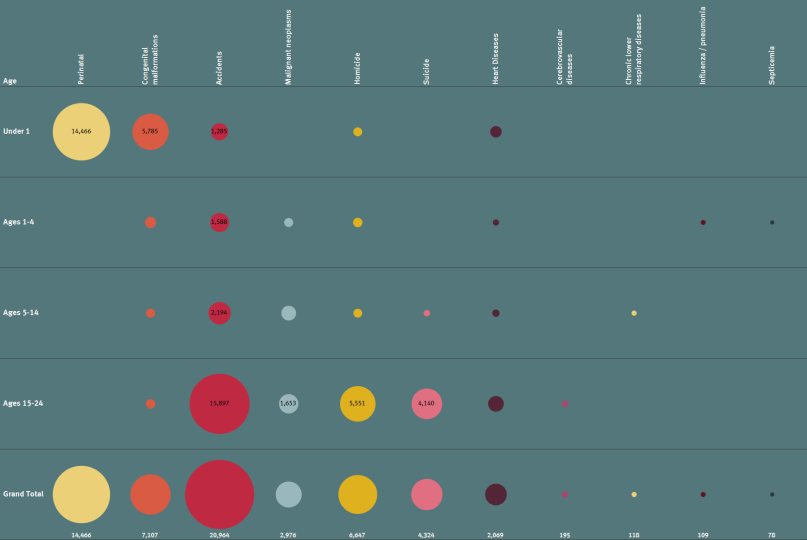 Age
Perinatal
Congenital
malformations
Accidents
Malignant neoplasms
Homicide
Suicide
Heart Diseases
Cerebrovascular
diseases
Chronic lower
respiratory diseases
Influenza / pneumonia
Septicemia
Under 1
14,466
5,785
1,285
Ages 1-4
1,588
Ages 5-14
2,194
Ages 15-24
15,897
1,653
5,551
4,140
Grand Total
14,466
7,107
20,964
2,976
6,647
4,324
2,069
195
118
109
78